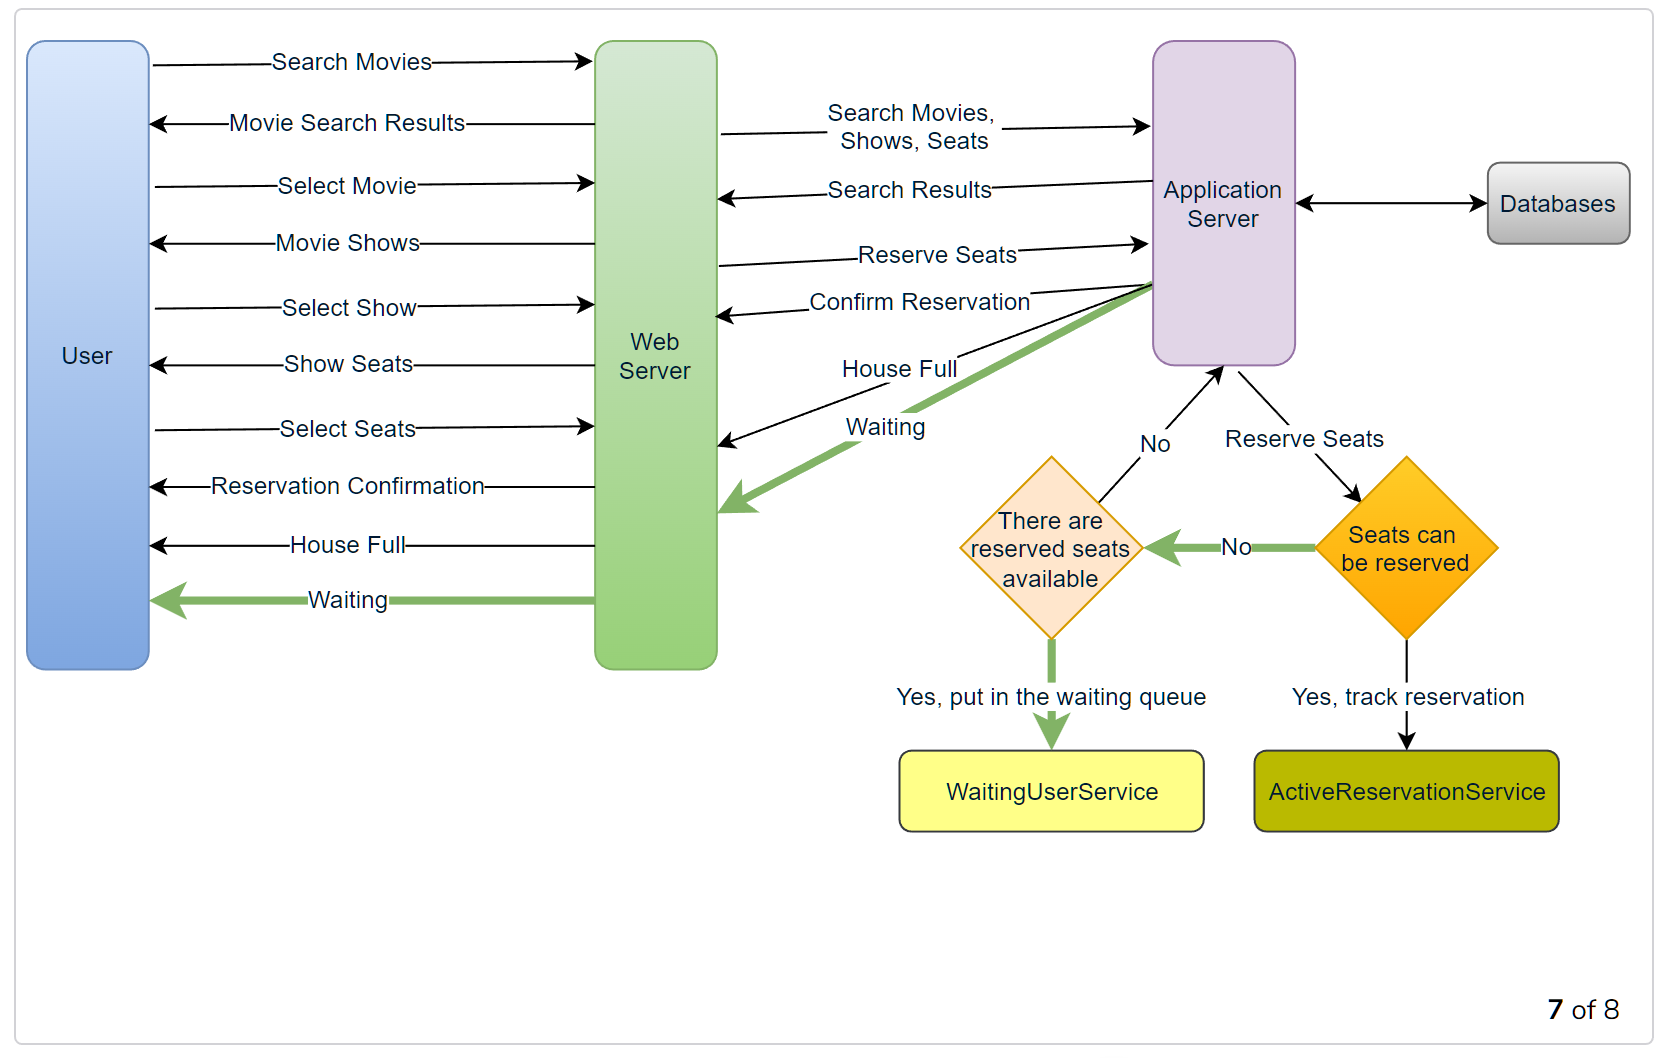 Search Movies
Movie Search Results
Select Movie
Movie Shows
Select Show
Show Seats
Select Seats
Reservation Confirmation
House Full
Waiting
User
Web
Server
Search Movies,
Shows, Seats
Search Results
Reserve Seats
Confirm Reservation
House Full
Waiting
Application
Server
Databases
No
Reserve Seats
There are
reserved seats
available
No
Seats can
be reserved
Yes, put in the waiting queue
Yes, track reservation
WaitingUserService
ActiveReservationService
7 of 8